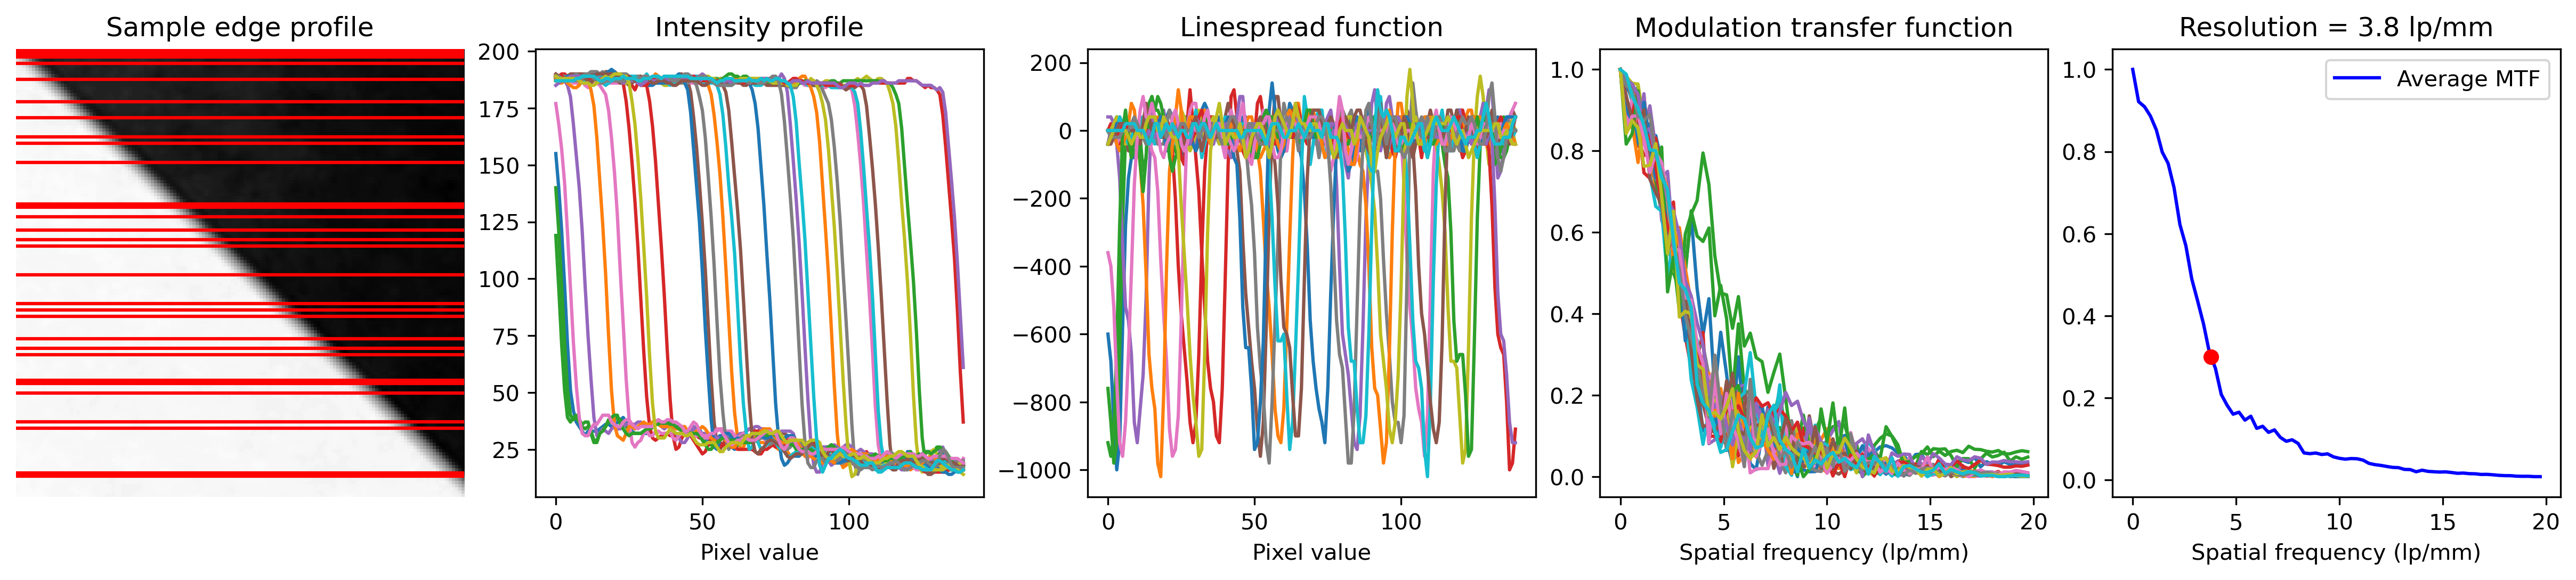 Sample edge profile
Intensity profile
200
175
150
125
100
75
50
25
0 50 100
Pixel value
Linespread function
200
0
−200
−400
−600
−800
−1000
0 50 100
Pixel value
Modulation transfer function
1.0
0.8
0.6
0.4
0.2
0.0
0 5 10 15 20
Spatial frequency (lp/mm)
Resolution = 3.8 lp/mm
Average MTF
1.0
0.8
0.6
0.4
0.2
0.0
0 5 10 15 20
Spatial frequency (lp/mm)